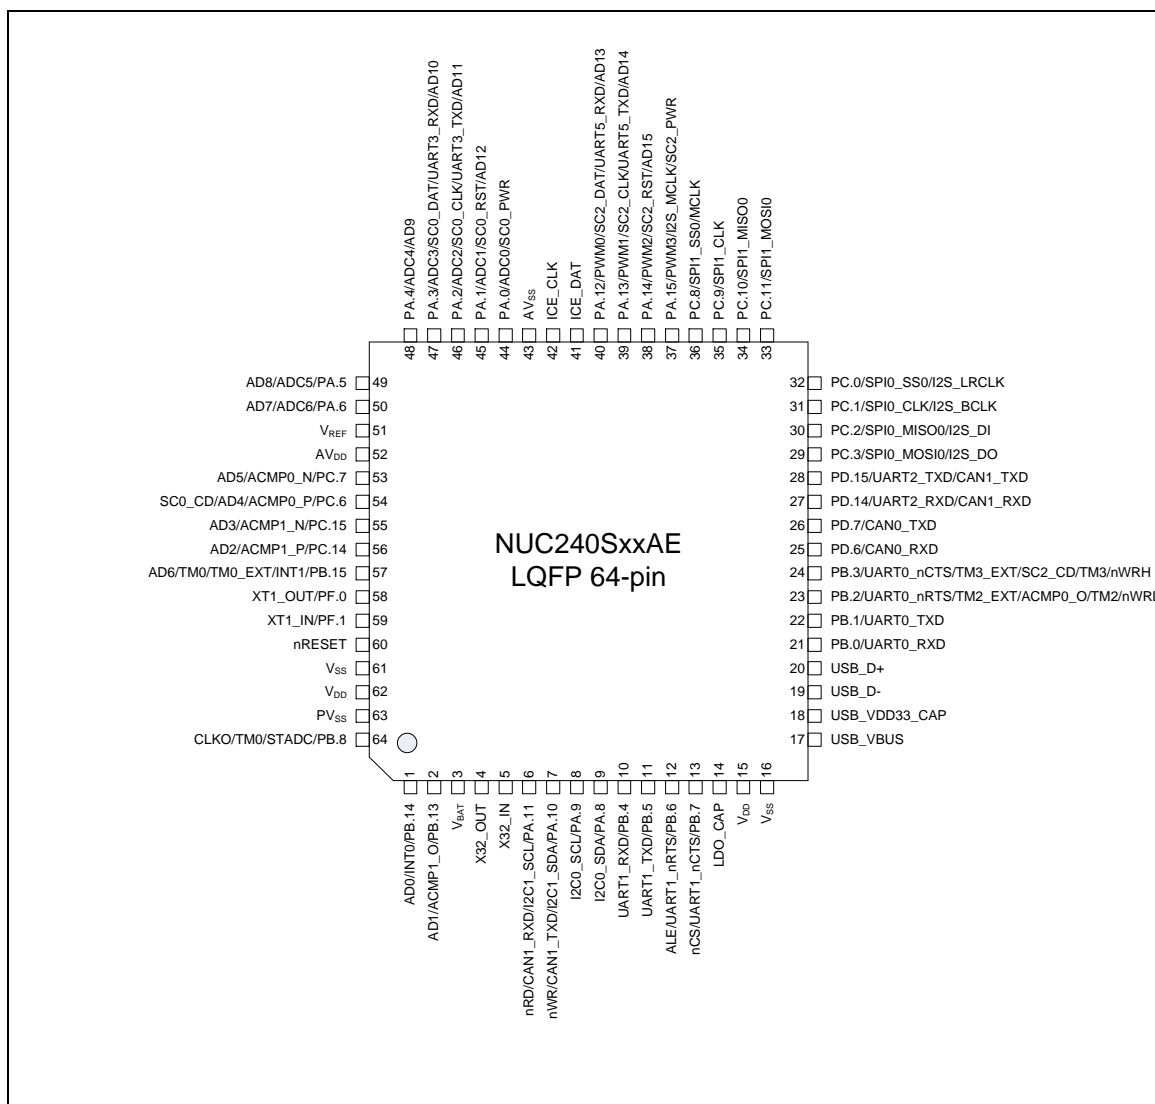 PA.4/ADC4/AD9
PA.3/ADC3/SC0_DAT/UART3_RXD/AD10
PA.2/ADC2/SC0_CLK/UART3_TXD/AD11
PA.1/ADC1/SC0_RST/AD12
PA.0/ADC0/SC0_PWR
AVSS
ICE_CLK
ICE_DAT
PA.12/PWM0/SC2_DAT/UART5_RXD/AD13
PA.13/PWM1/SC2_CLK/UART5_TXD/AD14
PA.14/PWM2/SC2_RST/AD15
PA.15/PWM3/I2S_MCLK/SC2_PWR
PC.8/SPI1_SS0/MCLK
PC.9/SPI1_CLK
PC.10/SPI1_MISO0
PC.11/SPI1_MOSI0
48 47 46 45 44 43 42 41 40 39 38 37 36 35 34 33
AD8/ADC5/PA.5 49
AD7/ADC6/PA.6 50
VREF 51
AVDD 52
AD5/ACMP0_N/PC.7 53
SC0_CD/AD4/ACMP0_P/PC.6 54
AD3/ACMP1_N/PC.15 55
AD2/ACMP1_P/PC.14 56
AD6/TM0/TM0_EXT/INT1/PB.15 57
XT1_OUT/PF.0 58
XT1_IN/PF.1 59
nRESET 60
VSS 61
VDD 62
PVSS 63
CLKO/TM0/STADC/PB.8 64
NUC240SxxAE
LQFP 64-pin
32 PC.0/SPI0_SS0/I2S_LRCLK
31 PC.1/SPI0_CLK/I2S_BCLK
30 PC.2/SPI0_MISO0/I2S_DI
29 PC.3/SPI0_MOSI0/I2S_DO
28 PD.15/UART2_TXD/CAN1_TXD
27 PD.14/UART2_RXD/CAN1_RXD
26 PD.7/CAN0_TXD
25 PD.6/CAN0_RXD
24 PB.3/UART0_nCTS/TM3_EXT/SC2_CD/TM3/nWRH
23 PB.2/UART0_nRTS/TM2_EXT/ACMP0_O/TM2/nWRL
22 PB.1/UART0_TXD
21 PB.0/UART0_RXD
20 USB_D+
19 USB_D-
18 USB_VDD33_CAP
17 USB_VBUS
1 2 3 4 5 6 7 8 9 10 11 12 13 14 15 16
AD0/INT0/PB.14
AD1/ACMP1_O/PB.13
VBAT
X32_OUT
X32_IN
nRD/CAN1_RXD/I2C1_SCL/PA.11
nWR/CAN1_TXD/I2C1_SDA/PA.10
I2C0_SCL/PA.9
I2C0_SDA/PA.8
UART1_RXD/PB.4
UART1_TXD/PB.5
ALE/UART1_nRTS/PB.6
nCS/UART1_nCTS/PB.7
LDO_CAP
VDD
VSS